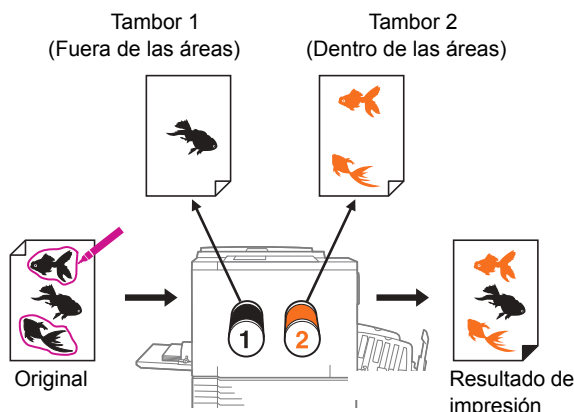 Tambor 1
(Fuera de las áreas)
Tambor 2
(Dentro de las áreas)
1
2
Original
Resultado de
impresión